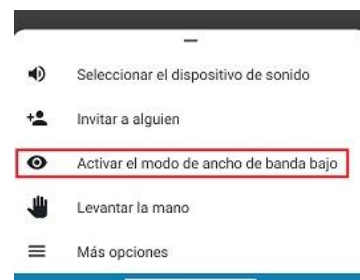 Seleccionar el dispositivo de sonido
Invitar a alguien
Activar el modo de ancho de banda bajo
Levantar la mano
Más opciones